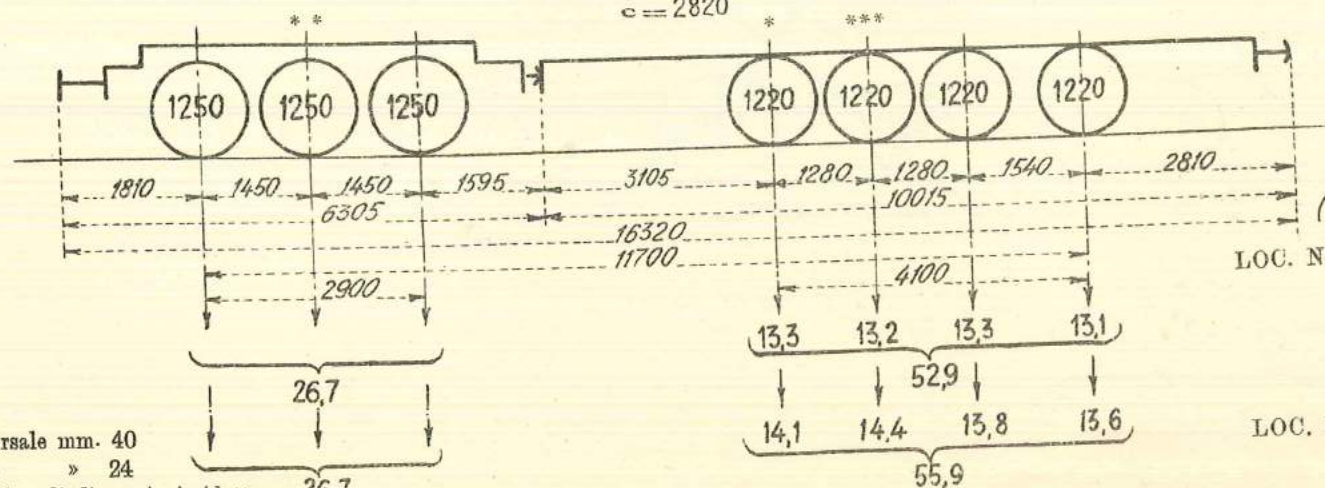 c = 2820
* * * ***
1250 1250 1250 1220 1220 1220 1220
1810 1450 1450 1595 3105 1280 1280 1540 2810
6305 10015
16320
11700
2900 4100
LOC. N
13,3 13,2 13,3 13,1
26,7 52,9
14,1 14,4 13,8 13,6
LOC.
rsale mm. 40
» 24
26,7 55,9